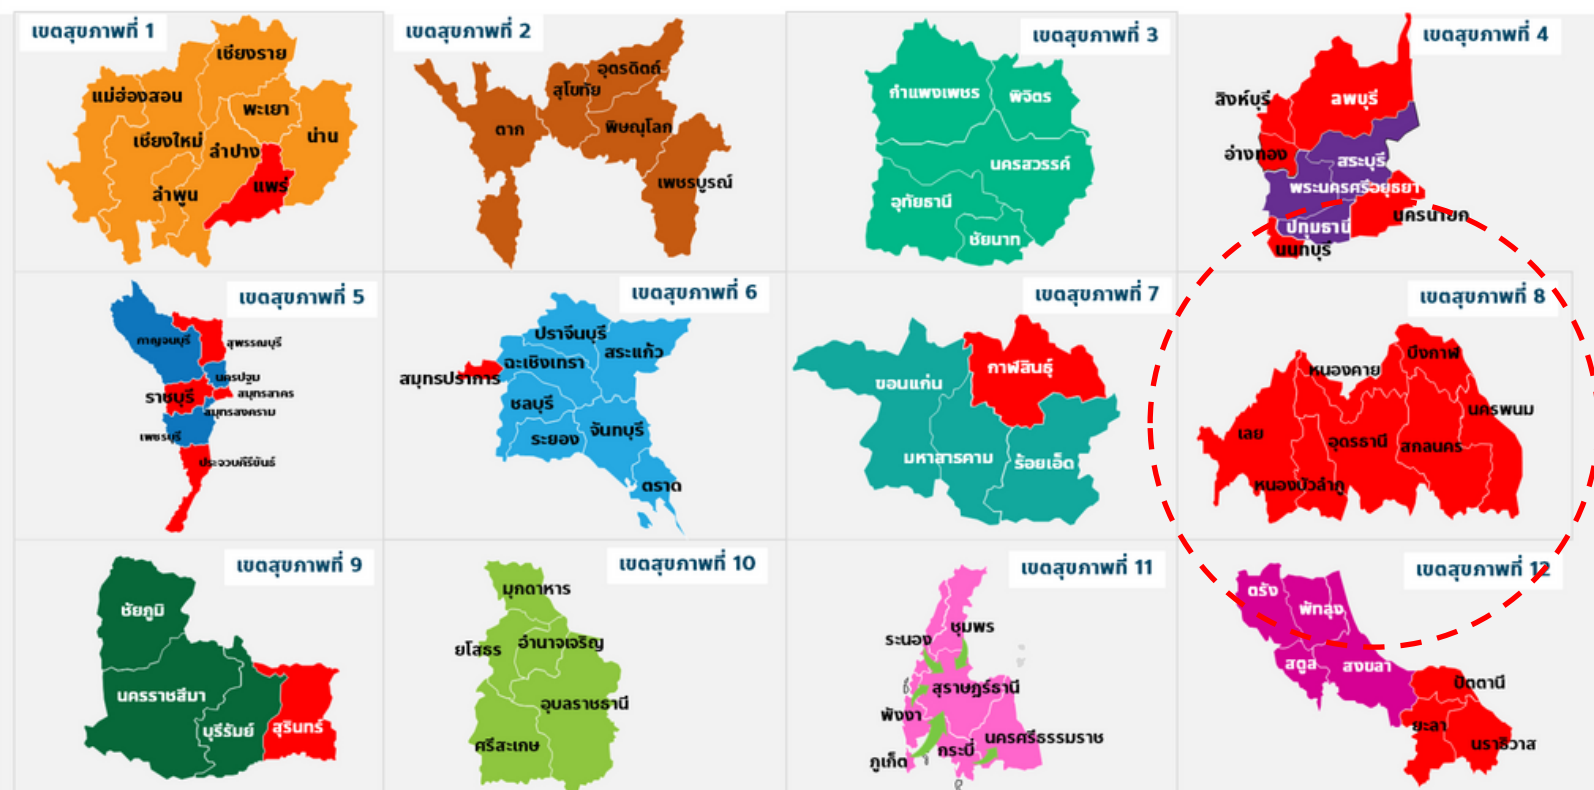 เขตสุขภาพที่ 1
เชียงราย
แม่ฮ่องสอน
พะเยา
เชียงใหม่
ลำปาง
น่าน
แพร่
ลำพูน
เขตสุขภาพที่ 2
อุตรดิตถ์
สุโขทัย
ตาก
พิษณุโลก
เพชรบูรณ์
เขตสุขภาพที่ 3
กำแพงเพชร
พิจิตร
นครสวรรค์
อุทัยธานี
ชัยนาท
เขตสุขภาพที่ 4
สิงห์บุรี
ลพบุรี
อ่างทอง
สระบุรี
พระนครศรีอยุธยา
นครนายก
ปทุมธานี
นนทบุรี
เขตสุขภาพที่ 5
กาญจนบุรี
สุพรรณบุรี
นครปฐม
ราชบุรี
สมุทรสาคร
สมุทรสงคราม
เพชรบุรี
ประจวบคีรีขันธ์
เขตสุขภาพที่ 6
ปราจีนบุรี
สระแก้ว
ฉะเชิงเทรา
สมุทรปราการ
ชลบุรี
ระยอง
จันทบุรี
ตราด
เขตสุขภาพที่ 7
กาฬสินธุ์
ขอนแก่น
มหาสารคาม
ร้อยเอ็ด
เขตสุขภาพที่ 8
บึงกาฬ
หนองคาย
นครพนม
เลย
อุดรธานี
สกลนคร
หนองบัวลำภู
เขตสุขภาพที่ 9
ชัยภูมิ
นครราชสีมา
บุรีรัมย์
สุรินทร์
เขตสุขภาพที่ 10
มุกดาหาร
ยโสธร
อำนาจเจริญ
อุบลราชธานี
ศรีสะเกษ
เขตสุขภาพที่ 11
ชุมพร
ระนอง
สุราษฎร์ธานี
พังงา
นครศรีธรรมราช
กระบี่
ภูเก็ต
เขตสุขภาพที่ 12
ตรัง
พัทลุง
สตูล
สงขลา
ปัตตานี
ยะลา
นราธิวาส